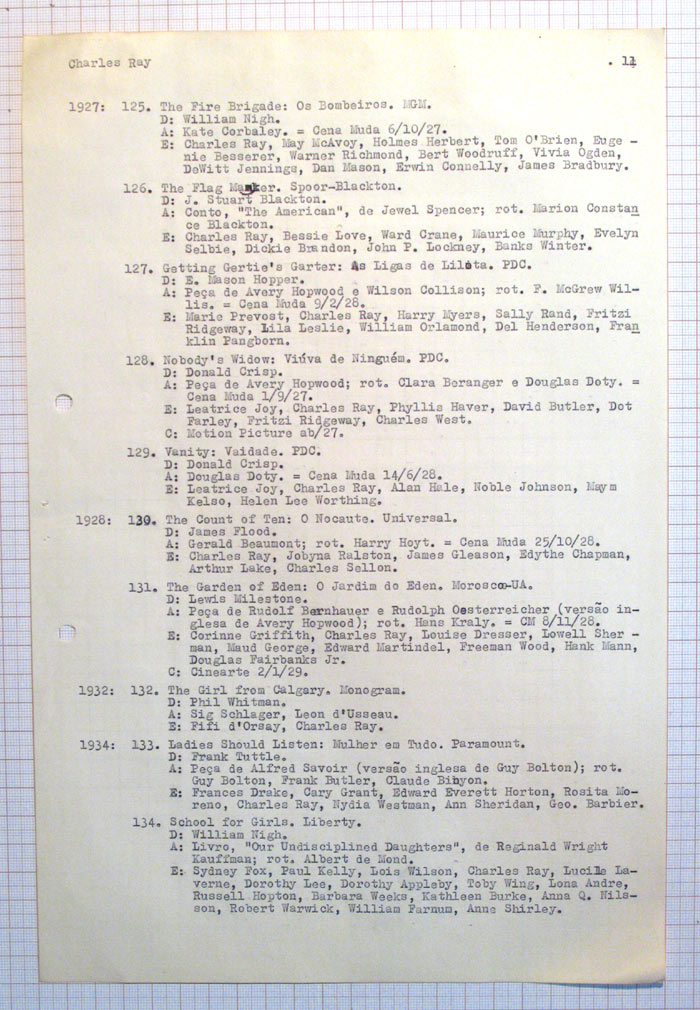 Charles Ray . 11
1927: 125. The Fire Brigade: Os Bombeiros. MGM.
D: William Nigh.
A: Kate Corbaley. = Cena Muda 6/10/27.
E: Charles Ray, May McAvoy, Holmes Herbert, Tom O'Brien, Euge -
nie Besserer, Warner Richmond, Bert Woodruff, Vivia Ogden,
DeWitt Jennings, Dan Mason, Erwin Connelly, James Bradbury.
126. The Flag Maker. Spoor-Blackton.
D: J. Stuart Blackton.
A: Conto, "The American", de Jewel Spencer; rot. Marion Constan
ce Blackton.
E: Charles Ray, Bessie Love, Ward Crane, Maurice Murphy, Evelyn
Selbie, Dickie Brandon, John P. Lockney, Banks Winter.
127. Getting Gertie's Garter: As Ligas de Lilóta. PDC.
D: E. Mason Hopper.
A: Peça de Avery Hopwood e Wilson Collison; rot. F. McGrew Wil-
lis. = Cena Muda 9/2/28.
E: Marie Prevost, Charles Ray, Harry Myers, Sally Rand, Fritzi
Ridgeway, Lila Leslie, William Orlamond, Del Henderson, Fran
klin Pangborn.
128. Nobody's Widow: Viúva de Ninguém. PDC.
D: Donald Crisp.
A: Peça de Avery Hopwood; rot. Clara Beranger e Douglas Doty. =
Cena Muda 1/9/27.
E: Leatrice Joy, Charles Ray, Phyllis Haver, David Butler, Dot
Farley, Fritzi Ridgeway, Charles West.
C: Motion Picture ab/27.
129. Vanity: Vaidade. PDC.
D: Donald Crisp.
A: Douglas Doty. = Cena Muda 14/6/28.
E: Leatrice Joy, Charles Ray, Alan Hale, Noble Johnson, Maym
Kelso, Helen Lee Worthing.
1928: 130. The Count of Ten: O Nocaute. Universal.
D: James Flood.
A: Gerald Beaumont; rot. Harry Hoyt. = Cena Muda 25/10/28.
E: Charles Ray, Jobyna Ralston, James Gleason, Edythe Chapman,
Arthur Lake, Charles Sellon.
131. The Garden of Eden: O Jardim do Eden. Morosco-UA.
D: Lewis Milestone.
A: Peça de Rudolf Bernhauer e Rudolph Oesterreicher (versão in-
glesa de Avery Hopwood); rot. Hans Kraly. = CM 8/11/28.
E: Corinne Griffith, Charles Ray, Louise Dresser, Lowell Sher -
man, Maud George, Edward Martindel, Freeman Wood, Hank Mann,
Douglas Fairbanks Jr.
C: Cinearte 2/1/29.
1932: 132. The Girl from Calgary. Monogram.
D: Phil Whitman.
A: Sig Schlager, Leon d'Usseau.
E: Fifi d'Orsay, Charles Ray.
1934: 133. Ladies Should Listen: Mulher em Tudo. Paramount.
D: Frank Tuttle.
A: Peça de Alfred Savoir (versão inglesa de Guy Bolton); rot.
Guy Bolton, Frank Butler, Claude Binyon.
E: Frances Drake, Cary Grant, Edward Everett Horton, Rosita Mo-
reno, Charles Ray, Nydia Westman, Ann Sheridan, Geo. Barbier.
134. School for Girls. Liberty.
D: William Nigh.
A: Livro, "Our Undisciplined Daughters", de Reginald Wright
Kauffman; rot. Albert de Mond.
E: Sydney Fox, Paul Kelly, Lois Wilson, Charles Ray, Lucille La-
verne, Dorothy Lee, Dorothy Appleby, Toby Wing, Lona Andre,
Russell Hopton, Barbara Weeks, Kathleen Burke, Anna Q. Nils-
son, Robert Warwick, William Farnum, Anne Shirley.